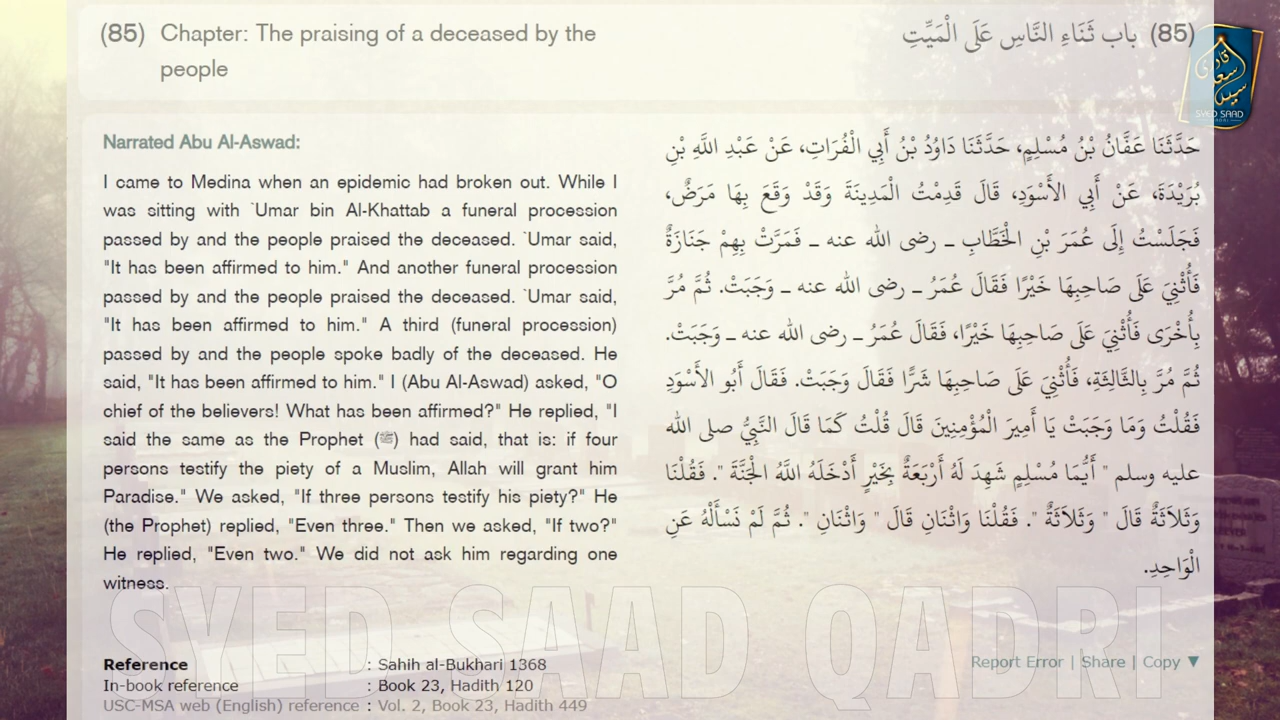 (85) Chapter: The praising of a deceased by the
people
(85) باب ثَنَاءِ النَّاسِ عَلَى الْمَيِّتِ
قادری
سعد
سید
SYED SAAD
QADRI
Narrated Abu Al-Aswad:
I came to Medina when an epidemic had broken out. While I
was sitting with `Umar bin Al-Khattab a funeral procession
passed by and the people praised the deceased. `Umar said,
"It has been affirmed to him." And another funeral procession
passed by and the people praised the deceased. `Umar said,
"It has been affirmed to him." A third (funeral procession)
passed by and the people spoke badly of the deceased. He
said, "It has been affirmed to him." I (Abu Al-Aswad) asked, "O
chief of the believers! What has been affirmed?" He replied, "I
said the same as the Prophet (ﷺ) had said, that is: if four
persons testify the piety of a Muslim, Allah will grant him
Paradise." We asked, "If three persons testify his piety?" He
(the Prophet) replied, "Even three." Then we asked, "If two?"
He replied, "Even two." We did not ask him regarding one
witness.
حَدَّثَنَا عَفَّانُ بْنُ مُسْلِمٍ، حَدَّثَنَا دَاوُدُ بْنُ أَبِي الْفُرَاتِ، عَنْ عَبْدِ اللَّهِ بْنِ
بُرَيْدَةَ، عَنْ أَبِي الأَسْوَدِ، قَالَ قَدِمْتُ الْمَدِينَةَ وَقَدْ وَقَعَ بِهَا مَرَضٌ،
فَجَلَسْتُ إِلَى عُمَرَ بْنِ الْخَطَّابِ ـ رضى الله عنه ـ فَمَرَّتْ بِهِمْ جَنَازَةٌ
فَأُثْنِيَ عَلَى صَاحِبِهَا خَيْرًا فَقَالَ عُمَرُ ـ رضى الله عنه ـ وَجَبَتْ. ثُمَّ مُرَّ
بِأُخْرَى فَأُثْنِيَ عَلَى صَاحِبِهَا خَيْرًا، فَقَالَ عُمَرُ ـ رضى الله عنه ـ وَجَبَتْ.
ثُمَّ مُرَّ بِالثَّالِثَةِ، فَأُثْنِيَ عَلَى صَاحِبِهَا شَرًّا فَقَالَ وَجَبَتْ. فَقَالَ أَبُو الأَسْوَدِ
فَقُلْتُ وَمَا وَجَبَتْ يَا أَمِيرَ الْمُؤْمِنِينَ قَالَ قُلْتُ كَمَا قَالَ النَّبِيُّ صلى الله
عليه وسلم " أَيُّمَا مُسْلِمٍ شَهِدَ لَهُ أَرْبَعَةٌ بِخَيْرٍ أَدْخَلَهُ اللَّهُ الْجَنَّةَ ". فَقُلْنَا
وَثَلاَثَةٌ قَالَ " وَثَلاَثَةٌ ". فَقُلْنَا وَاثْنَانِ قَالَ " وَاثْنَانِ ". ثُمَّ لَمْ نَسْأَلْهُ عَنِ
الْوَاحِدِ.
SYED SAAD QADRI
Reference : Sahih al-Bukhari 1368
In-book reference : Book 23, Hadith 120
USC-MSA web (English) reference : Vol. 2, Book 23, Hadith 449
Report Error | Share | Copy ▼